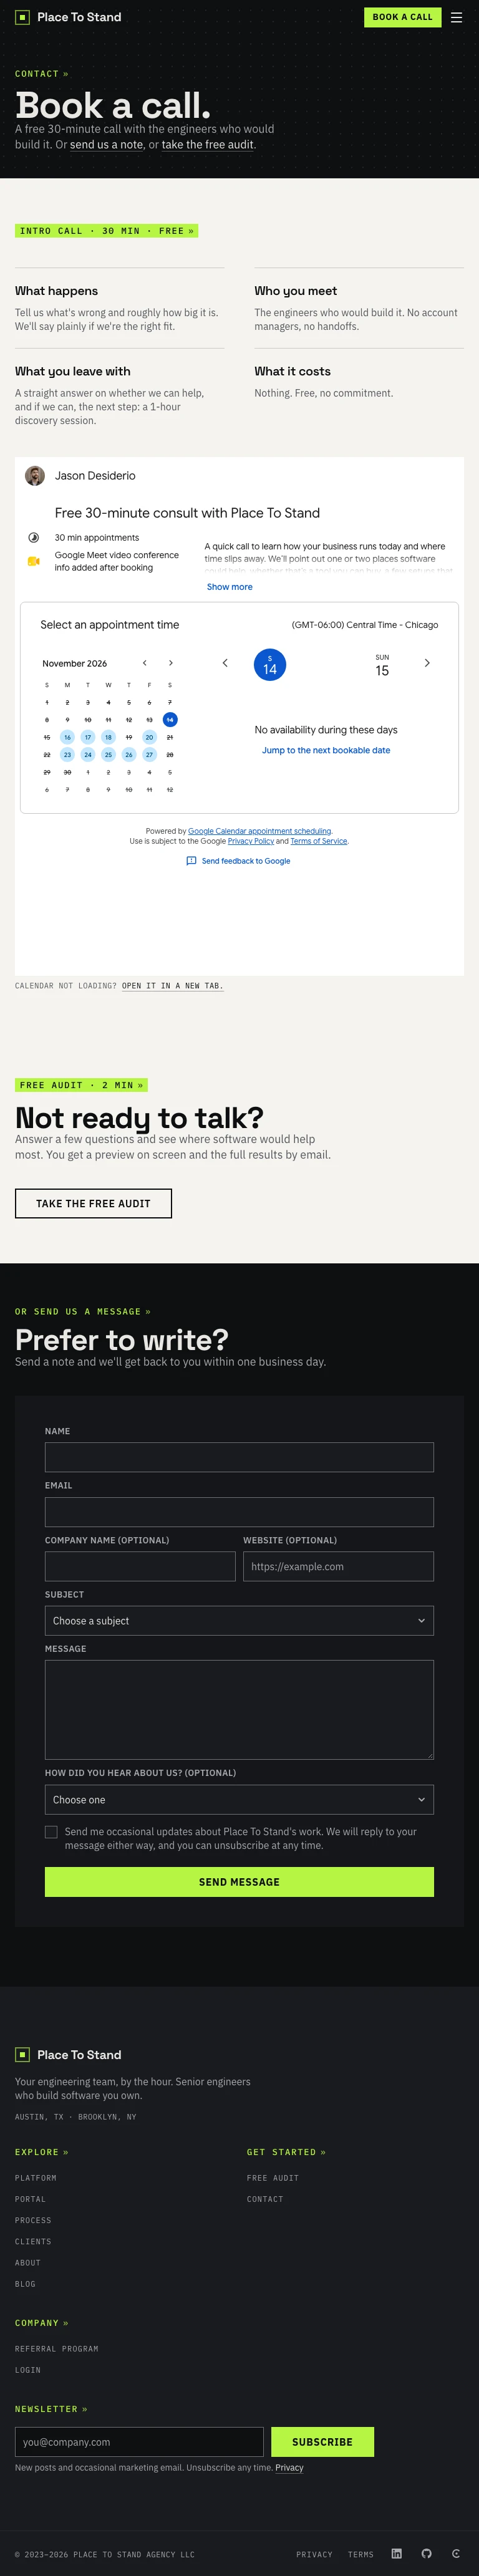 Place To Stand
BOOK A CALL
CONTACT »
Book a call.
A free 30-minute call with the engineers who would
build it. Or send us a note, or take the free audit.
INTRO CALL · 30 MIN · FREE »
What happens
Tell us what's wrong and roughly how big it is.
We'll say plainly if we're the right fit.
Who you meet
The engineers who would build it. No account
managers, no handoffs.
What you leave with
A straight answer on whether we can help,
and if we can, the next step: a 1-hour
discovery session.
What it costs
Nothing. Free, no commitment.
Jason Desiderio
Free 30-minute consult with Place To Stand
30 min appointments
Google Meet video conference
info added after booking
A quick call to learn how your business runs today and where
time slips away. We'll point out one or two places software
Show more
Select an appointment time
(GMT-06:00) Central Time - Chicago
November 2026
S M T W T F S
1 2 3 4 5 6 7
8 9 10 11 12 13 14
15 16 17 18 19 20 21
22 23 24 25 26 27 28
29 30 1 2 3 4 5
6 7 8 9 10 11 12
S
14
SUN
15
No availability during these days
Jump to the next bookable date
Powered by Google Calendar appointment scheduling.
Use is subject to the Google Privacy Policy and Terms of Service.
Send feedback to Google
CALENDAR NOT LOADING? OPEN IT IN A NEW TAB.
FREE AUDIT · 2 MIN »
Not ready to talk?
Answer a few questions and see where software would help
most. You get a preview on screen and the full results by email.
TAKE THE FREE AUDIT
OR SEND US A MESSAGE »
Prefer to write?
Send a note and we'll get back to you within one business day.
NAME
EMAIL
COMPANY NAME (OPTIONAL)
WEBSITE (OPTIONAL)
https://example.com
SUBJECT
Choose a subject
MESSAGE
HOW DID YOU HEAR ABOUT US? (OPTIONAL)
Choose one
Send me occasional updates about Place To Stand's work. We will reply to your
message either way, and you can unsubscribe at any time.
SEND MESSAGE
Place To Stand
Your engineering team, by the hour. Senior engineers
who build software you own.
AUSTIN, TX · BROOKLYN, NY
EXPLORE »
PLATFORM
PORTAL
PROCESS
CLIENTS
ABOUT
BLOG
GET STARTED »
FREE AUDIT
CONTACT
COMPANY »
REFERRAL PROGRAM
LOGIN
NEWSLETTER »
you@company.com
SUBSCRIBE
New posts and occasional marketing email. Unsubscribe any time. Privacy
© 2023–2026 PLACE TO STAND AGENCY LLC
PRIVACY
TERMS